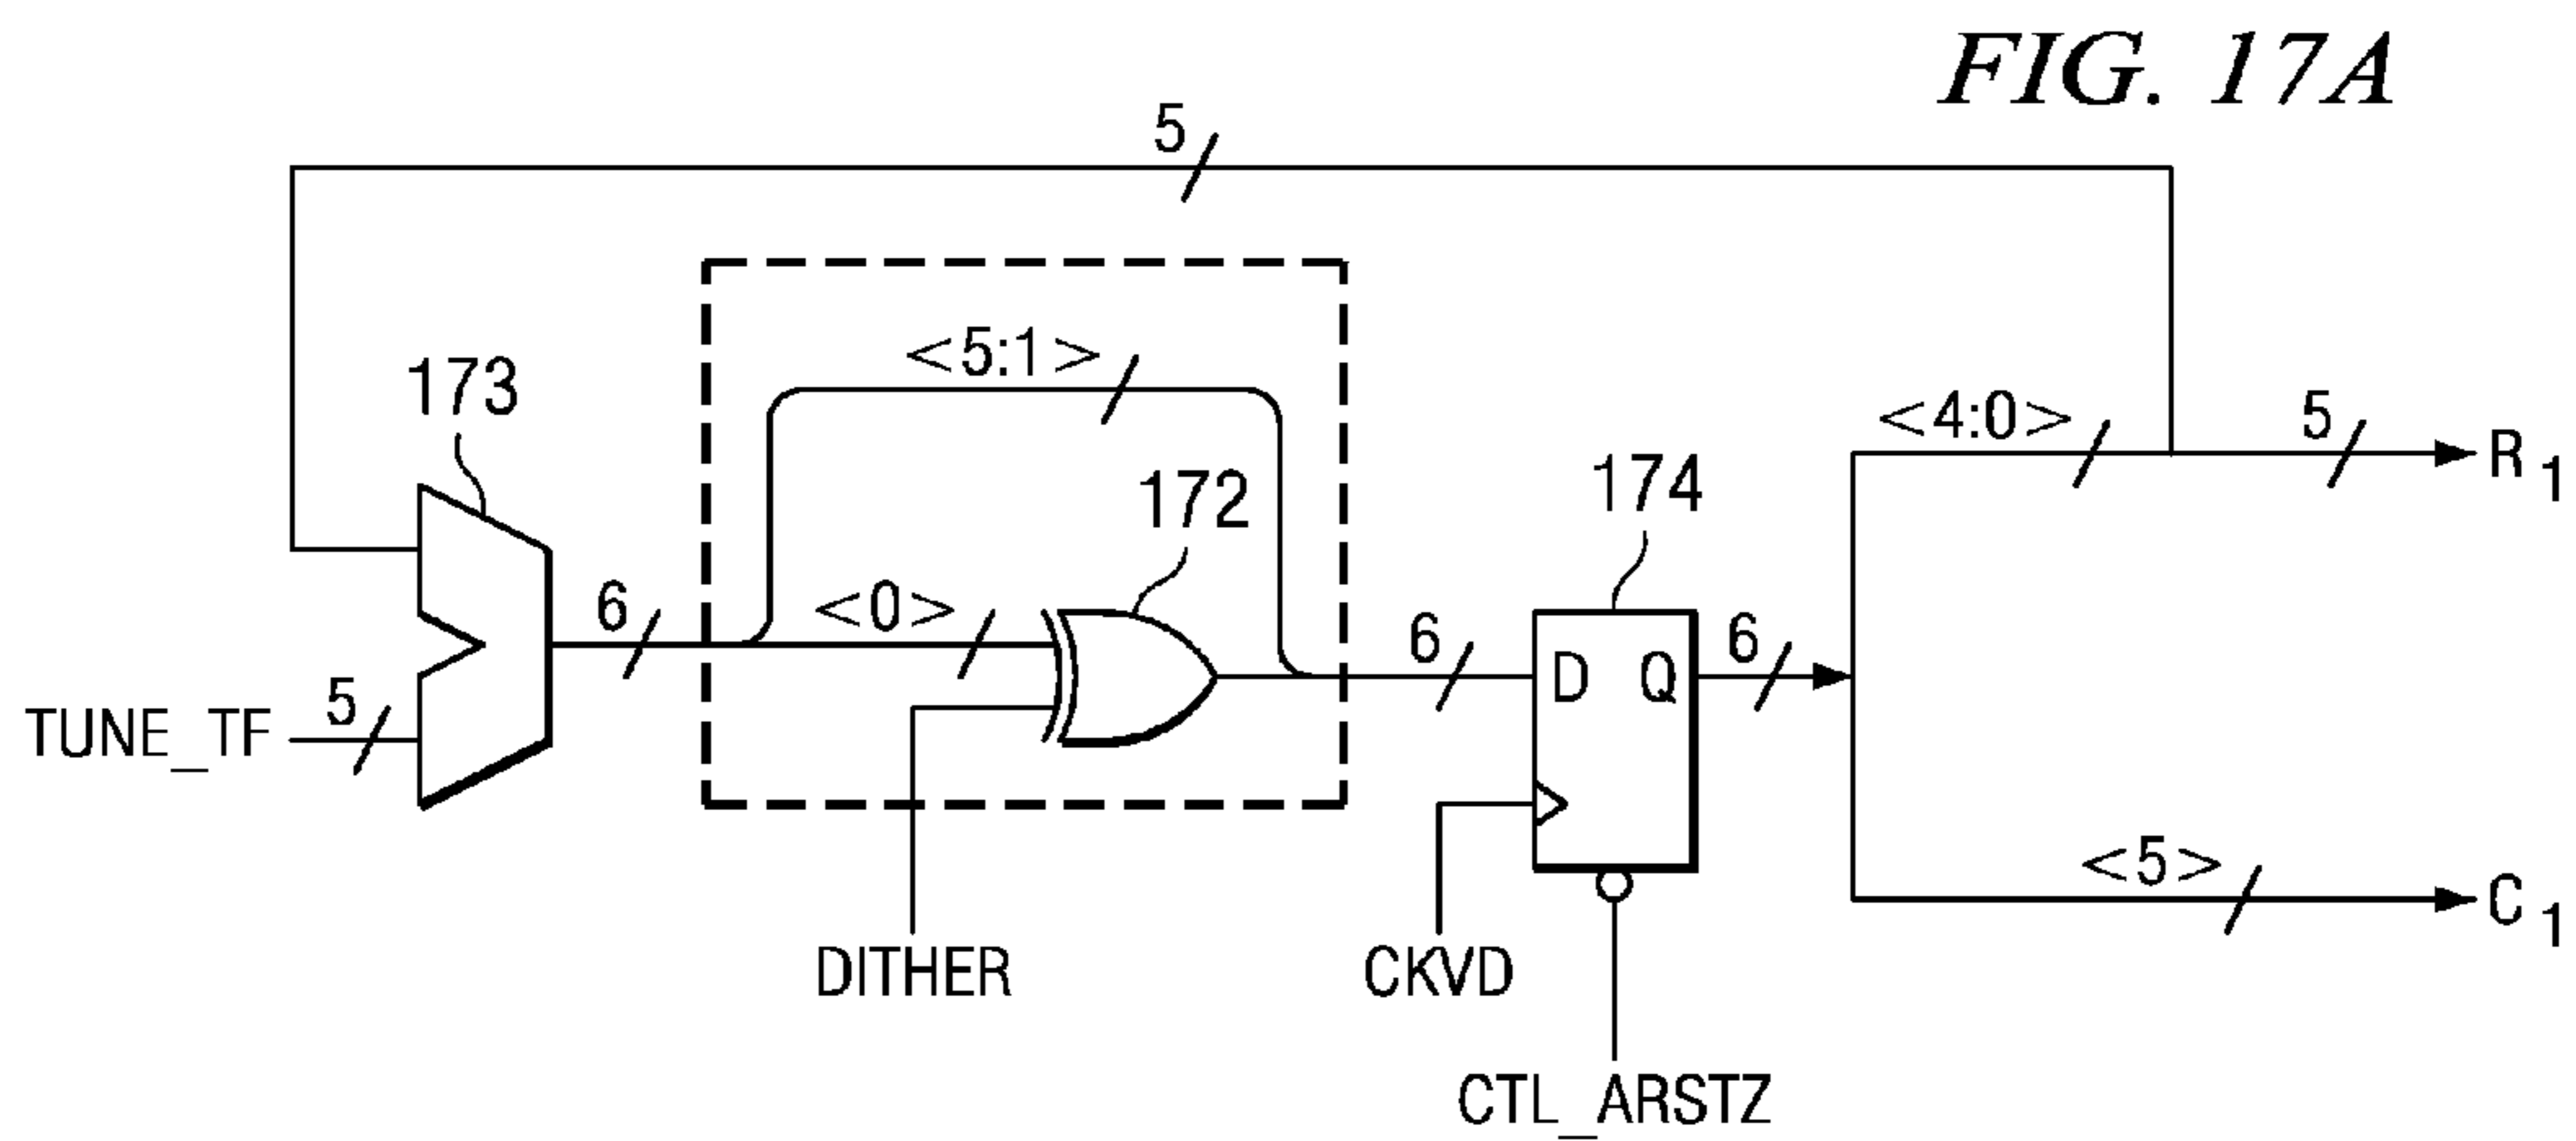 FIG. 17A
5
<5:1>
173
<4:0>
5
R1
172
174
<0>
6
6
6
D Q
TUNE_TF
5
<5>
C1
DITHER
CKVD
CTL_ARSTZ